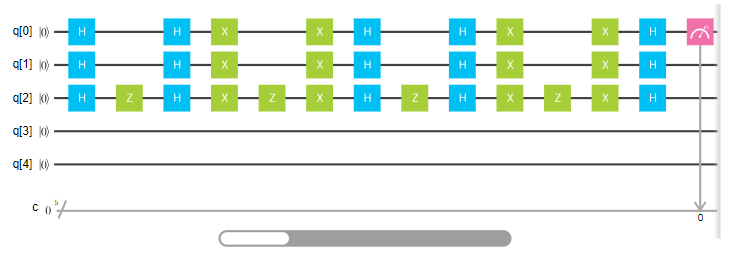 q[0] |0⟩ H H X X H H X X H
q[1] |0⟩ H H X X H H X X H
q[2] |0⟩ H Z H X Z X H Z H X Z X H
q[3] |0⟩
q[4] |0⟩
c 0 5
0